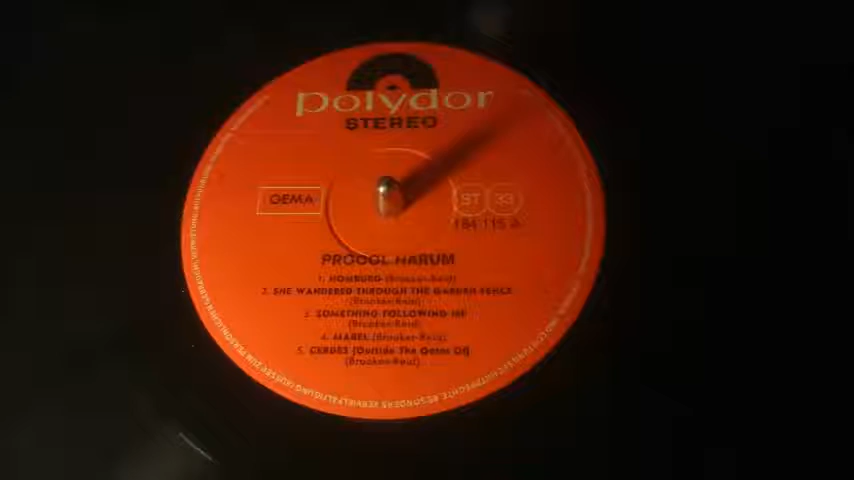 polydor
STEREO
GEMA
ST 33
184 115 A
PROCOL HARUM
1. HOMBURG (Brooker-Reid)
2. SHE WANDERED THROUGH THE GARDEN FENCE
(Brooker-Reid)
3. SOMETHING FOLLOWING ME
(Brooker-Reid)
4. MABEL (Brooker-Reid)
5. CERDES (Outside The Gates Of)
(Brooker-Reid)